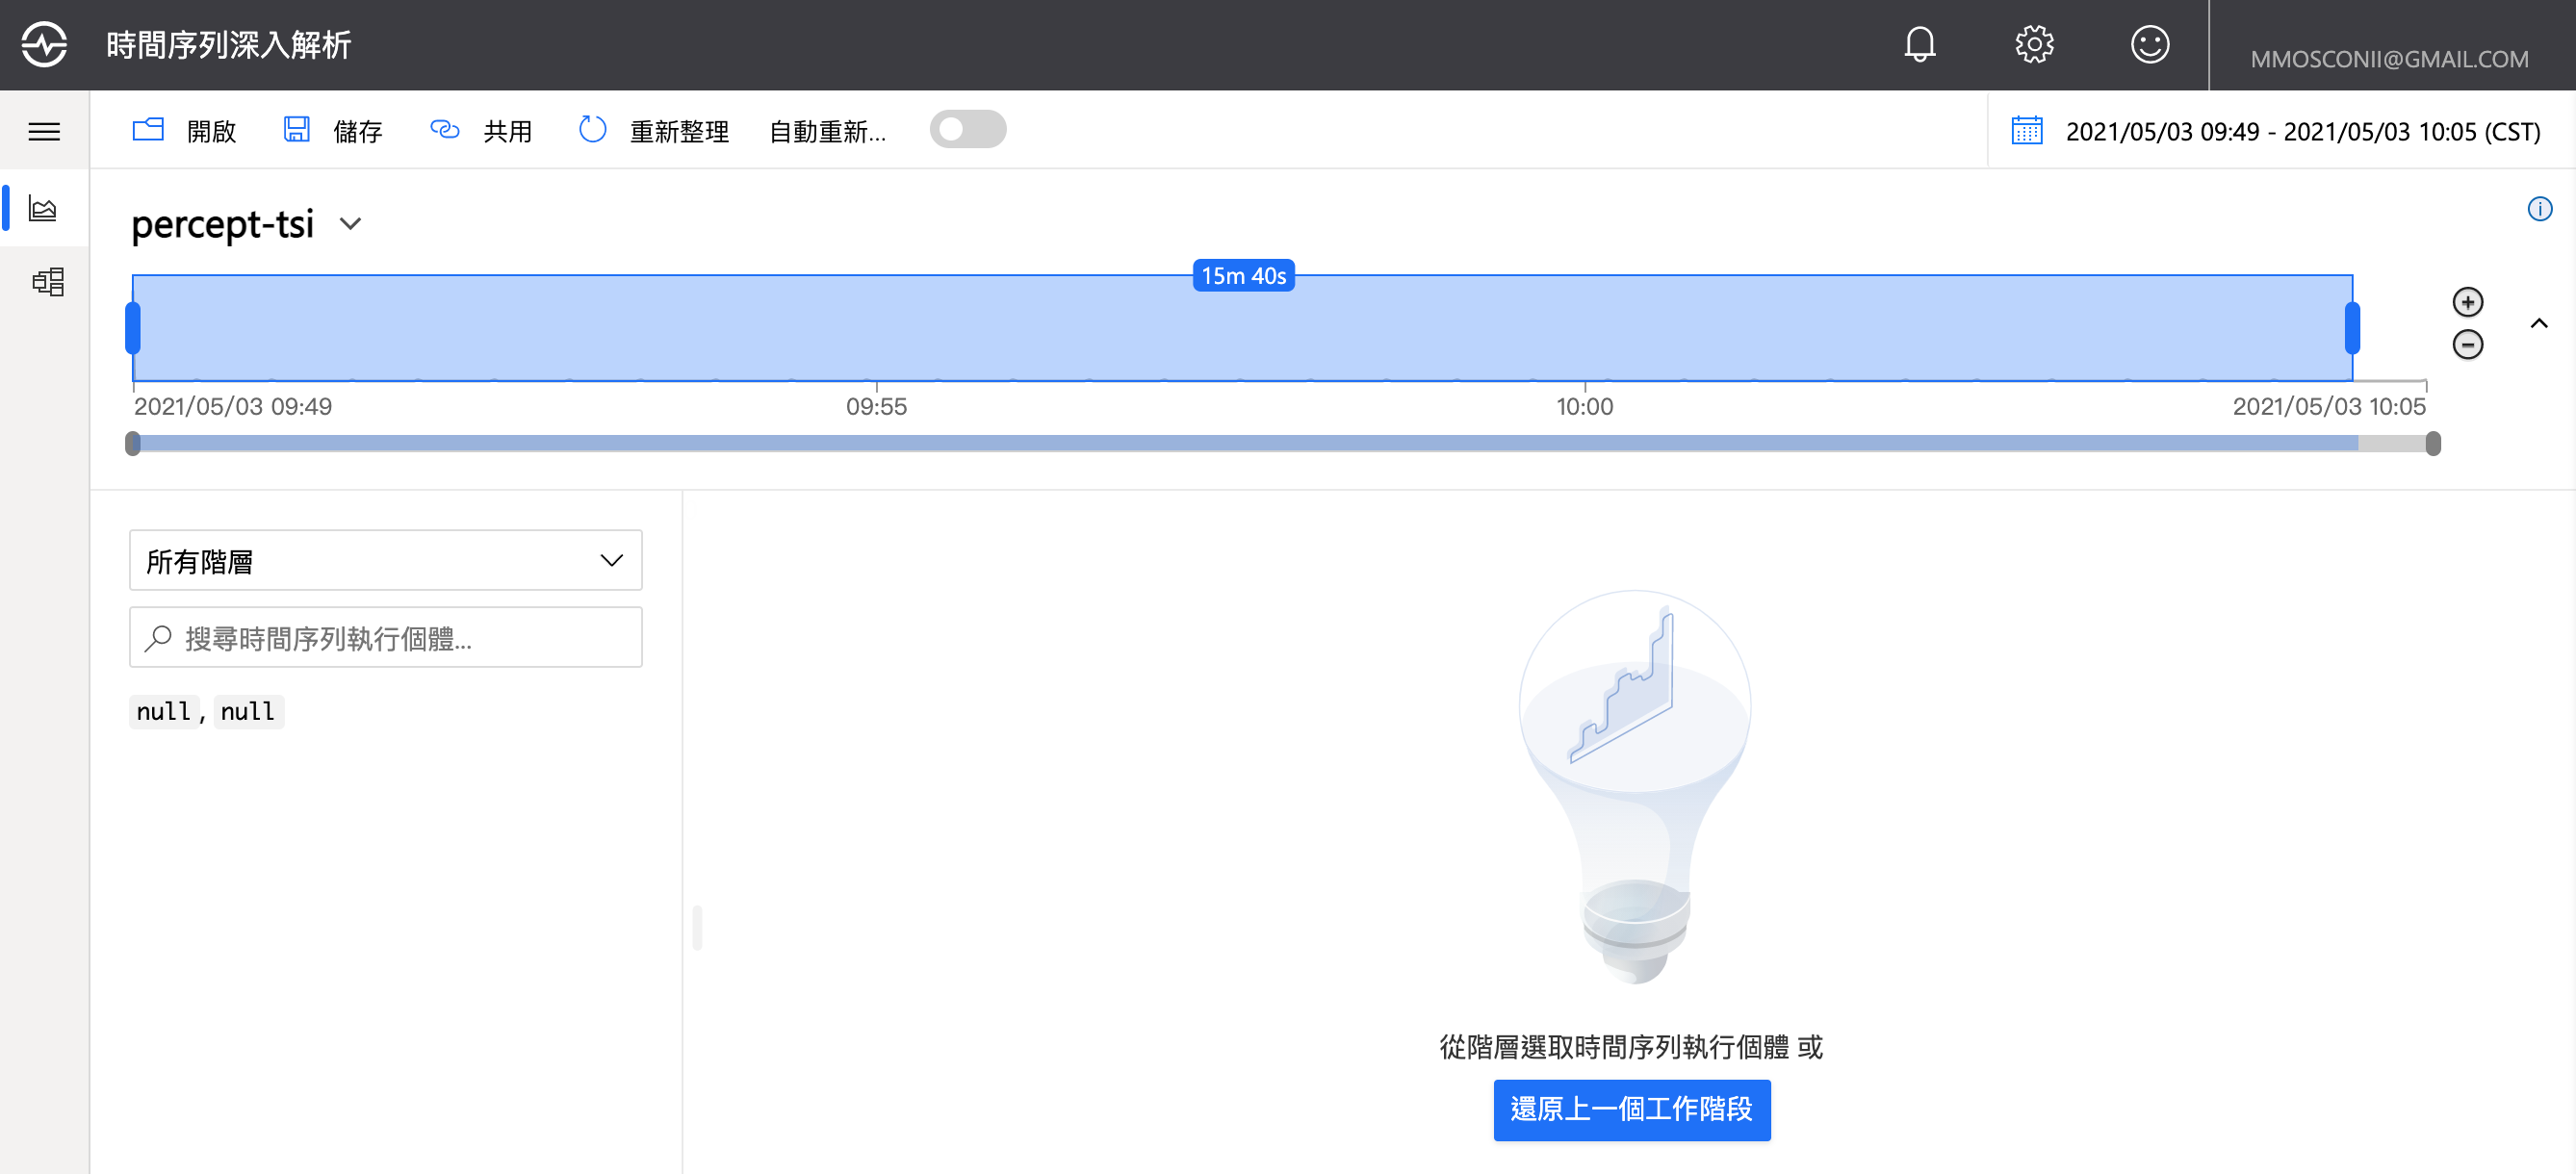 時間序列深入解析
MMOSCONII@GMAIL.COM
開啟 儲存 共用 重新整理 自動重新...
2021/05/03 09:49 - 2021/05/03 10:05 (CST)
percept-tsi
15m 40s
2021/05/03 09:49 09:55 10:00 2021/05/03 10:05
所有階層
搜尋時間序列執行個體...
null, null
從階層選取時間序列執行個體 或
還原上一個工作階段